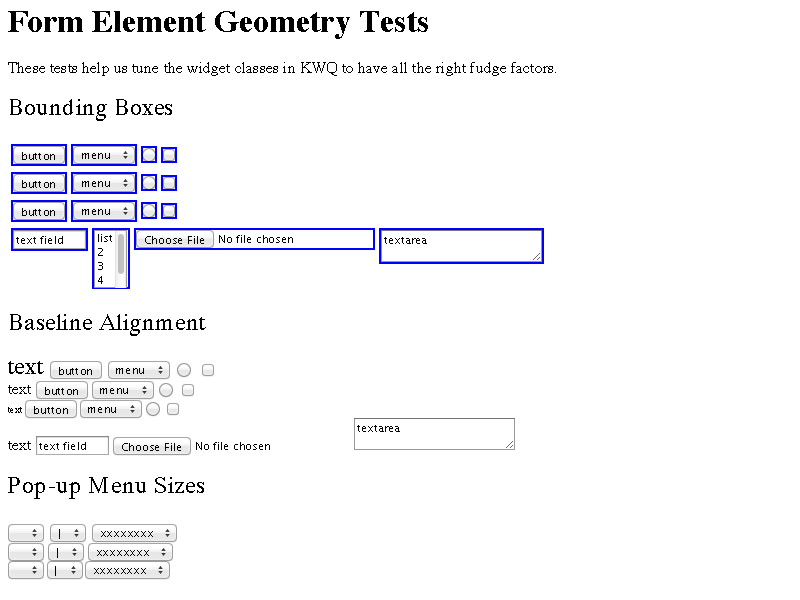 Form Element Geometry Tests
These tests help us tune the widget classes in KWQ to have all the right fudge factors.
Bounding Boxes
button menu
button menu
button menu
text field list Choose File No file chosen textarea
2
3
4
Baseline Alignment
text button menu
text button menu
text button menu
textarea
text text field Choose File No file chosen
Pop-up Menu Sizes
| xxxxxxxx
| xxxxxxxx
| xxxxxxxx